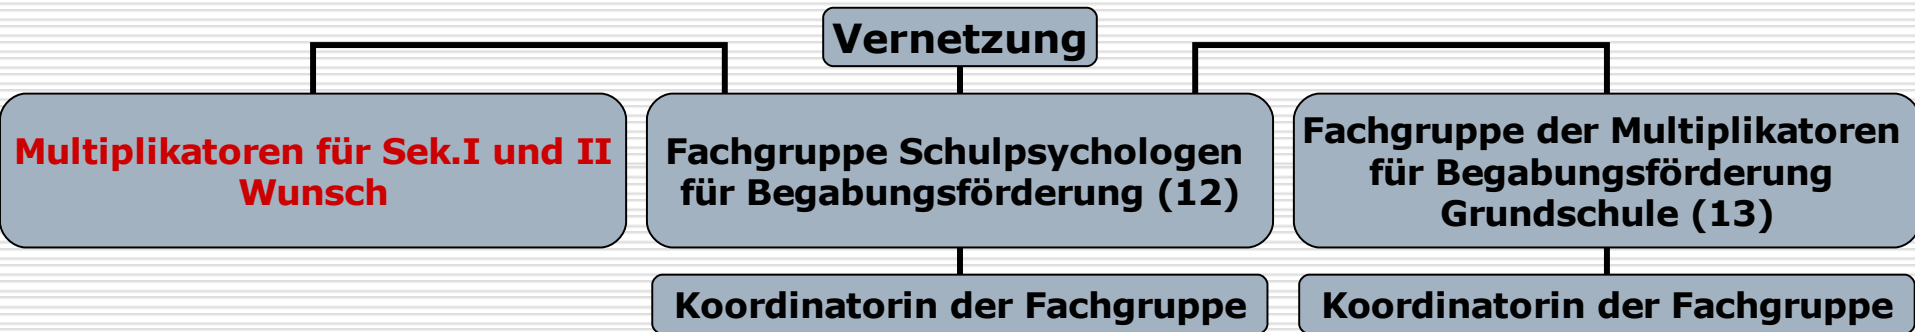 Vernetzung
Multiplikatoren für Sek.I und II
Wunsch
Fachgruppe Schulpsychologen
für Begabungsförderung (12)
Fachgruppe der Multiplikatoren
für Begabungsförderung
Grundschule (13)
Koordinatorin der Fachgruppe
Koordinatorin der Fachgruppe